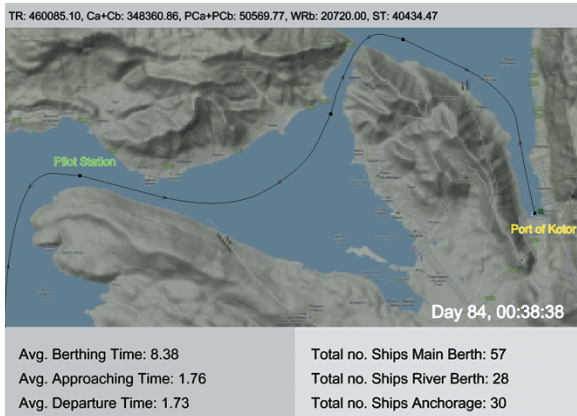 TR: 460085.10, Ca+Cb: 348360.86, PCa+PCb: 50569.77, WRb: 20720.00, ST: 40434.47
Pilot Station
Port of Kotor
Day 84, 00:38:38
Avg. Berthing Time: 8.38
Avg. Approaching Time: 1.76
Avg. Departure Time: 1.73
Total no. Ships Main Berth: 57
Total no. Ships River Berth: 28
Total no. Ships Anchorage: 30